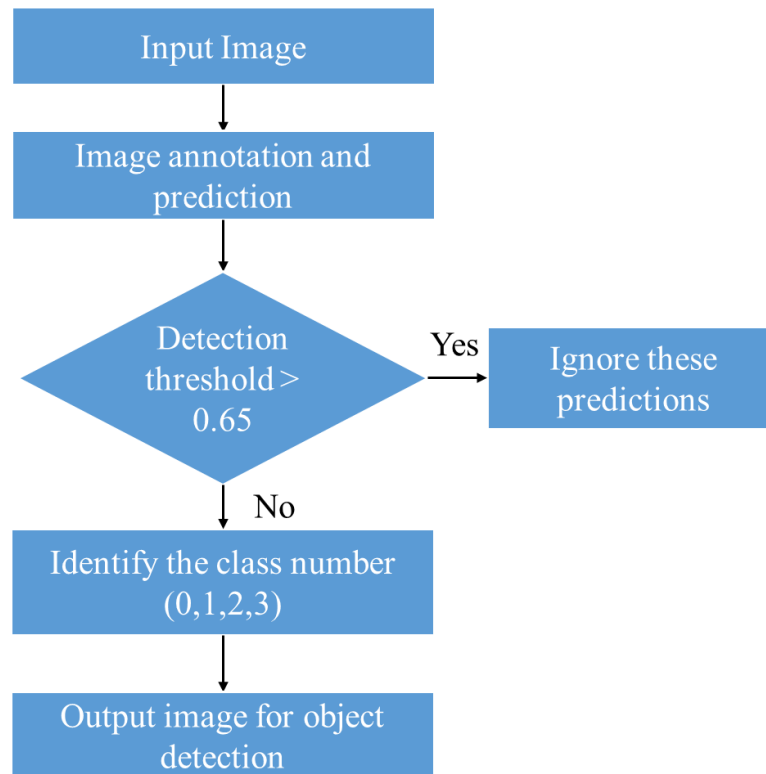 Input Image
Image annotation and
prediction
Detection
threshold >
0.65
Yes
Ignore these
predictions
No
Identify the class number
(0,1,2,3)
Output image for object
detection